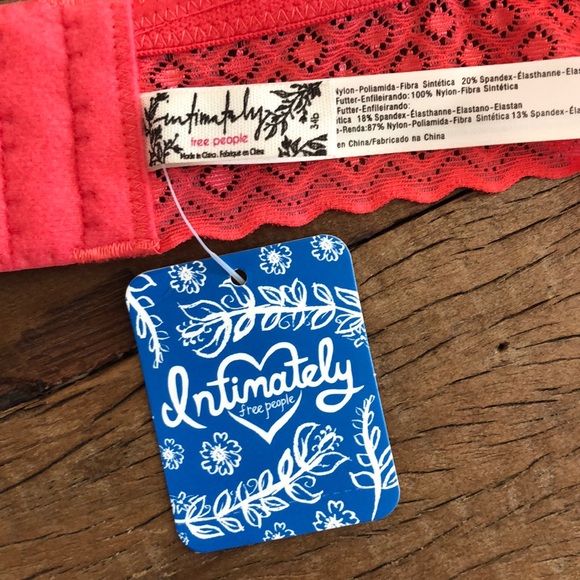 intimately
free people
Made in China. Fabriqué en Chine
34b
Nylon-Poliamida-Fibra Sintética 20% Spandex-Élasthanne-Elas
Futter-Enfileirando: 100% Nylon-Fibra Sintética
Futter-Enfileirando:
tica 18% Spandex-Élasthanne-Elastano-Elastan
-Renda:87% Nylon-Poliamida-Fibra Sintética 13% Spandex-Élas
en China/Fabricado na China
Intimately
free people